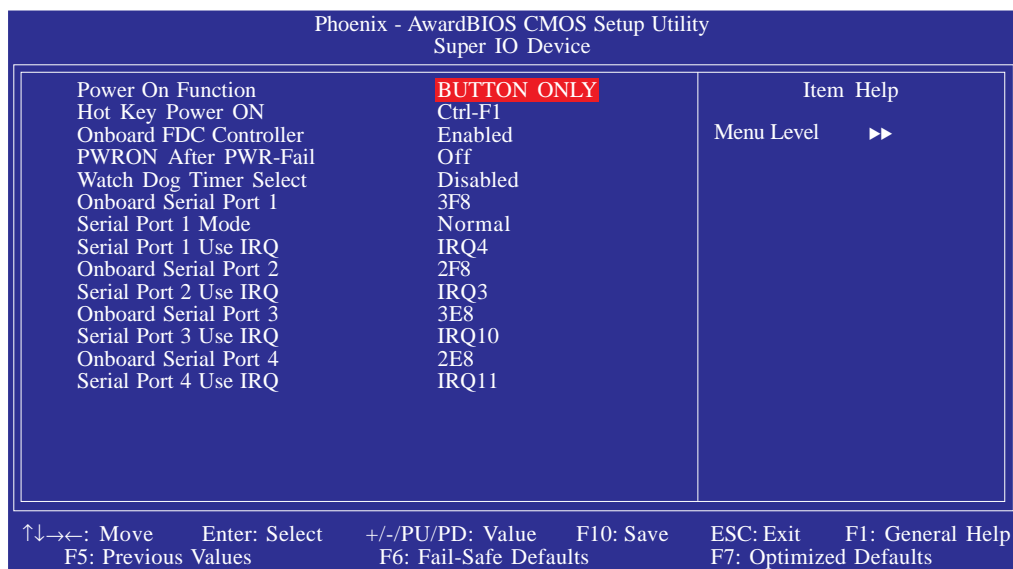 Phoenix - AwardBIOS CMOS Setup Utility
Super IO Device
Power On Function BUTTON ONLY
Hot Key Power ON Ctrl-F1
Onboard FDC Controller Enabled
PWRON After PWR-Fail Off
Watch Dog Timer Select Disabled
Onboard Serial Port 1 3F8
Serial Port 1 Mode Normal
Serial Port 1 Use IRQ IRQ4
Onboard Serial Port 2 2F8
Serial Port 2 Use IRQ IRQ3
Onboard Serial Port 3 3E8
Serial Port 3 Use IRQ IRQ10
Onboard Serial Port 4 2E8
Serial Port 4 Use IRQ IRQ11
Item Help
Menu Level ▶▶
↑↓→←: Move Enter: Select +/-/PU/PD: Value F10: Save ESC: Exit F1: General Help
F5: Previous Values F6: Fail-Safe Defaults F7: Optimized Defaults